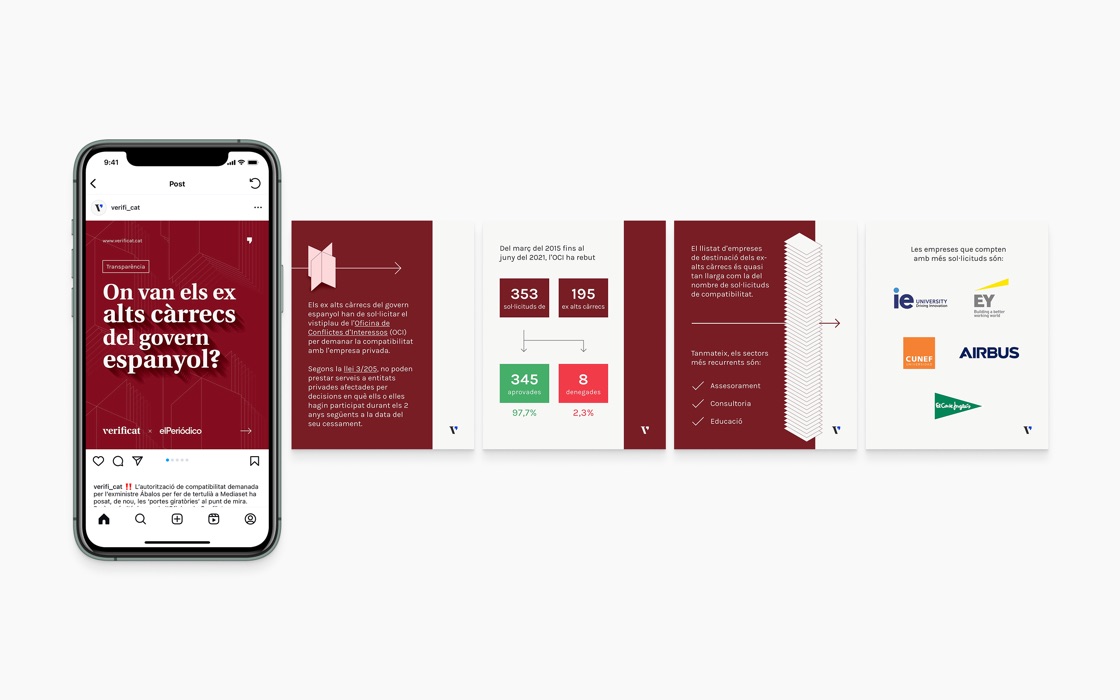 9:41
Post
verifi_cat
www.verificat.cat
Transparència
On van els ex
alts càrrecs
del govern
espanyol?
verificat × elPeriódico
verifi_cat ‼️ L'autorització de compatibilitat demanada
per l'exministre Ábalos per fer de tertulià a Mediaset ha
posat, de nou, les 'portes giratòries' al punt de mira.
Els ex alts càrrecs del govern
espanyol han de sol·licitar el
vistiplau de l'Oficina de
Conflictes d'Interessos (OCI)
per demanar la compatibilitat
amb l'empresa privada.
Segons la llei 3/205, no poden
prestar serveis a entitats
privades afectades per
decisions en què ells o elles
hagin participat durant els 2
anys següents a la data del
seu cessament.
Del març del 2015 fins al
juny del 2021, l'OCI ha rebut
353
sol·licituds de
195
ex alts càrrecs
345
aprovades
8
denegades
97,7%
2,3%
El llistat d'empreses
de destinació dels ex-
alts càrrecs és quasi
tan llarga com la del
nombre de sol·licituds
de compatibilitat.
Tanmateix, els sectors
més recurrents són:
Assesorament
Consultoria
Educació
Les empreses que compten
amb més sol·licituds són:
ie UNIVERSITY
Driving Innovation
EY
Building a better
working world
CUNEF
UNIVERSIDAD
AIRBUS
El Corte Inglés